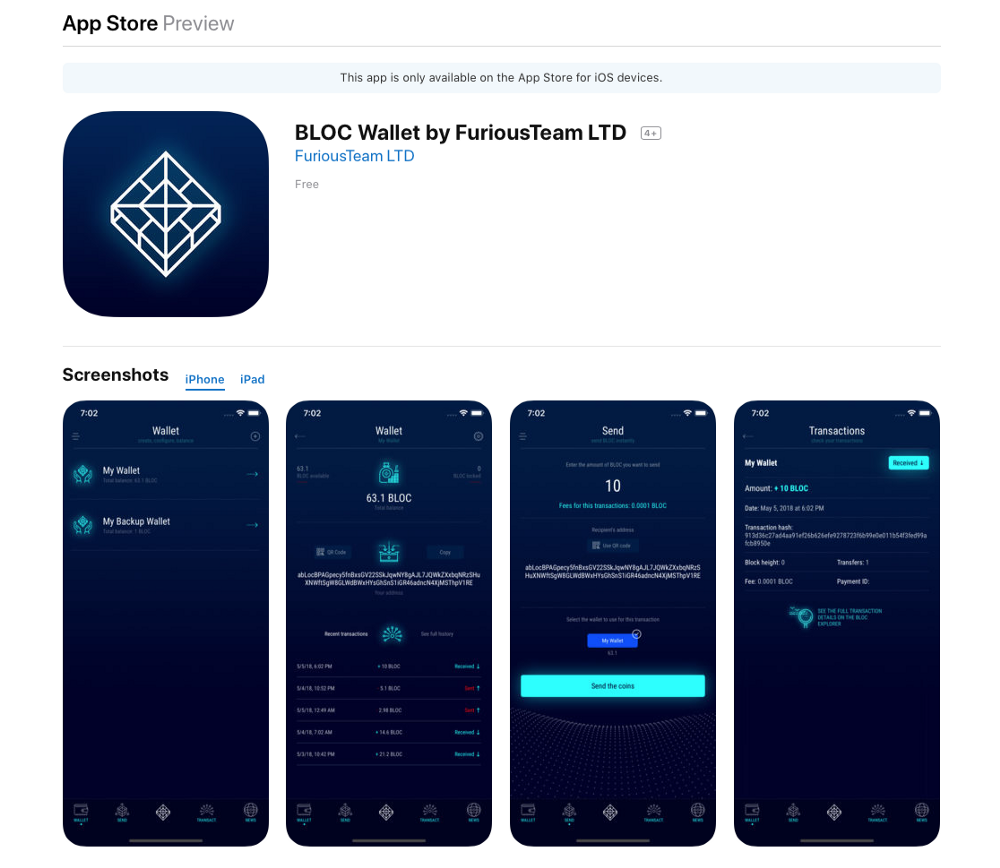 App Store Preview
This app is only available on the App Store for iOS devices.
BLOC Wallet by FuriousTeam LTD 4+
FuriousTeam LTD
Free
Screenshots iPhone iPad
7:02
Wallet
create, configure, balance
My Wallet
Total balance 63.1 BLOC
My Backup Wallet
Total balance 1 BLOC
WALLET SEND TRANSACT NEWS
7:02
Wallet
My Wallet
63.1 0
BLOC available BLOC locked
63.1 BLOC
Total balance
QR Code Copy
Your address
Recent transactions See full history
5/5/18, 6:02 PM + 10 BLOC Received ↓
5/4/18, 10:52 PM 5.1 BLOC Sent ↑
5/5/18, 12:49 AM 2.98 BLOC Sent ↑
5/4/18, 7:02 AM + 14.6 BLOC Received ↓
5/3/18, 10:42 PM + 21.2 BLOC Received ↓
WALLET SEND TRANSACT NEWS
7:02
Send
send BLOC instantly
Enter the amount of BLOC you want to send
10
Fees for this transactions: 0.0001 BLOC
Recipient's address
Use QR code
Select the wallet to use for this transaction
My Wallet
63.1
Send the coins
WALLET SEND TRANSACT NEWS
7:02
Transactions
check your transactions
My Wallet Received ↓
Amount: + 10 BLOC
Date: May 5, 2018 at 6:02 PM
Transaction hash:
Block height: 0 Transfers: 1
Fee: 0.0001 BLOC Payment ID:
SEE THE FULL TRANSACTION
DETAILS ON THE BLOC
EXPLORER
WALLET SEND TRANSACT NEWS